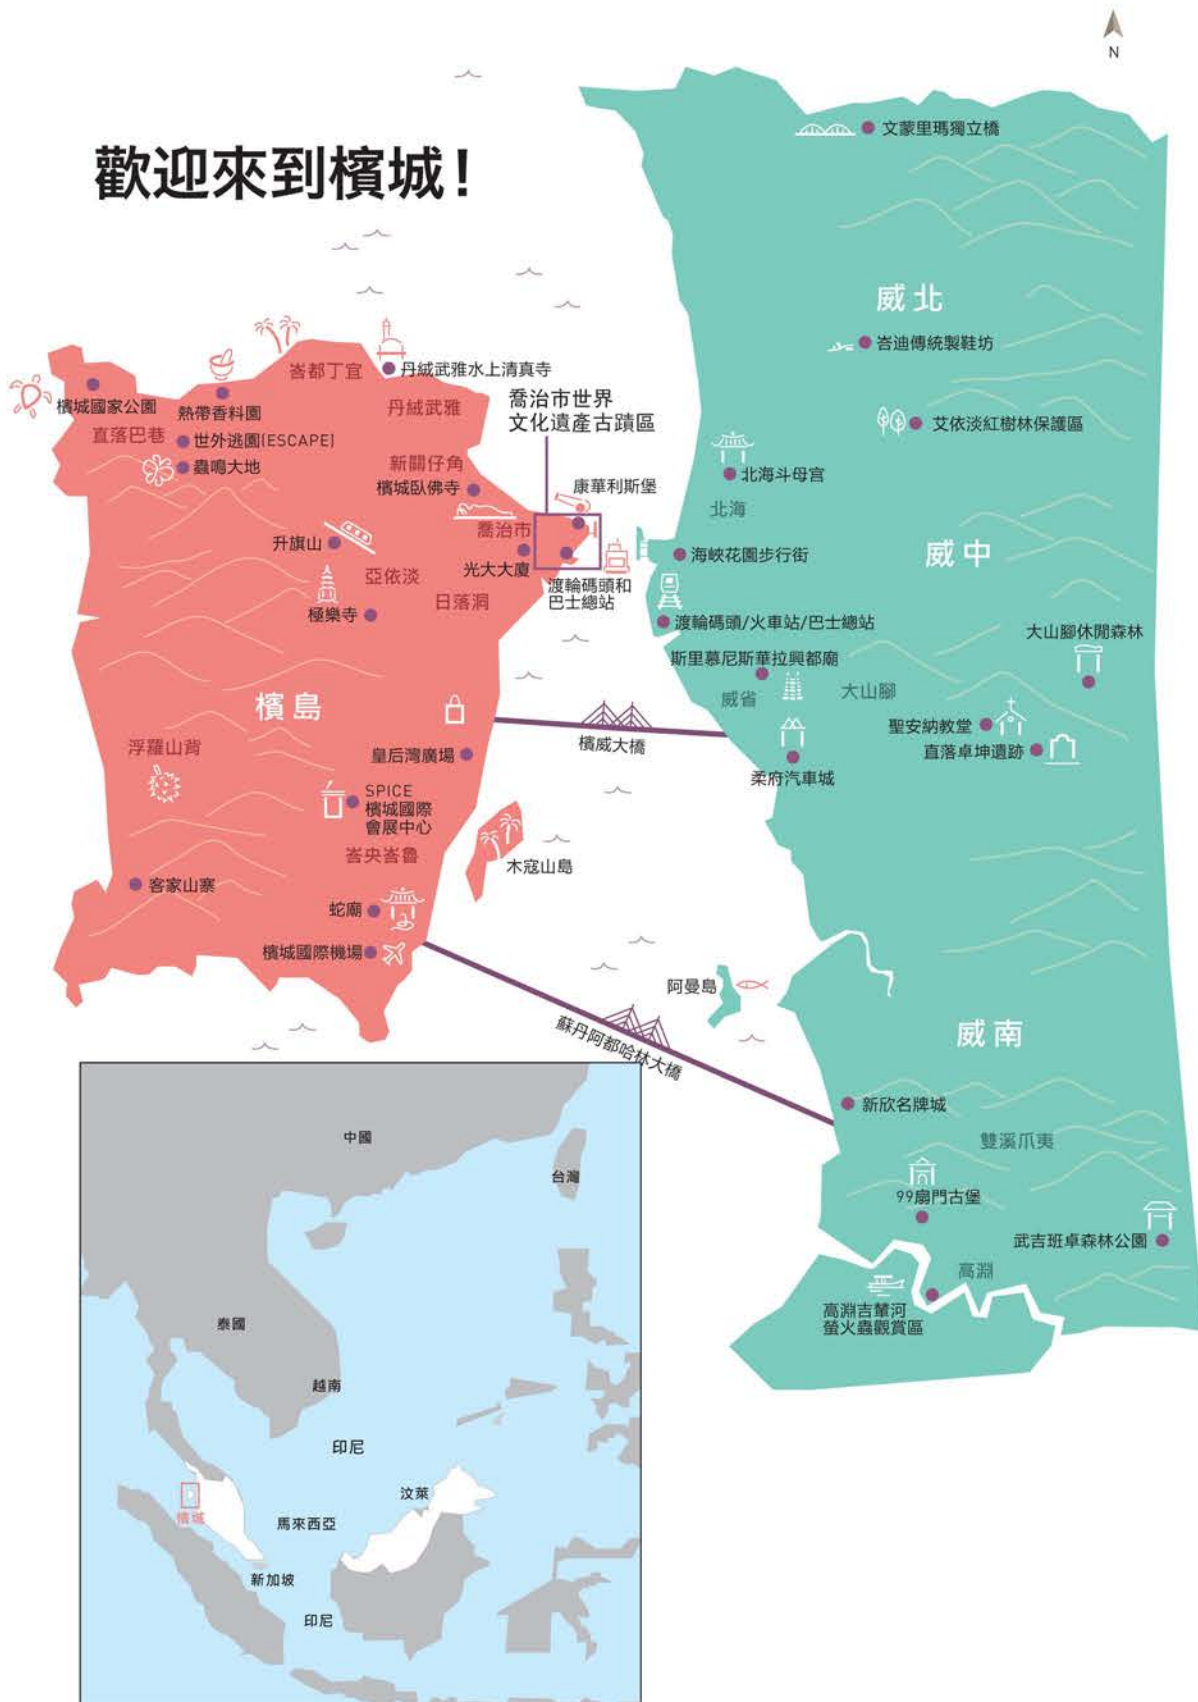 N
歡迎來到檳城！
文蒙里瑪獨立橋
威北
峇迪傳統製鞋坊
艾依淡紅樹林保護區
峇都丁宜
丹絨武雅水上清真寺
檳城國家公園
熱帶香料園
丹絨武雅
喬治市世界
文化遺產古蹟區
直落巴巷
世外逃園(ESCAPE)
蟲鳴大地
新關仔角
檳城臥佛寺
康華利斯堡
北海斗母宮
北海
喬治市
升旗山
光大大廈
亞依淡
渡輪碼頭和
巴士總站
日落洞
極樂寺
海峽花園步行街
威中
渡輪碼頭/火車站/巴士總站
大山腳休閒森林
斯里慕尼斯華拉興都廟
威省
大山腳
檳島
聖安納教堂
直落卓坤遺跡
檳威大橋
浮羅山背
皇后灣廣場
柔府汽車城
SPICE
檳城國際
會展中心
峇央峇魯
木寇山島
客家山寨
蛇廟
檳城國際機場
阿曼島
蘇丹阿都哈林大橋
威南
新欣名牌城
雙溪爪夷
99扇門古堡
武吉班卓森林公園
高淵
高淵吉輦河
螢火蟲觀賞區
中國
台灣
泰國
越南
印尼
汶萊
檳城
馬來西亞
新加坡
印尼